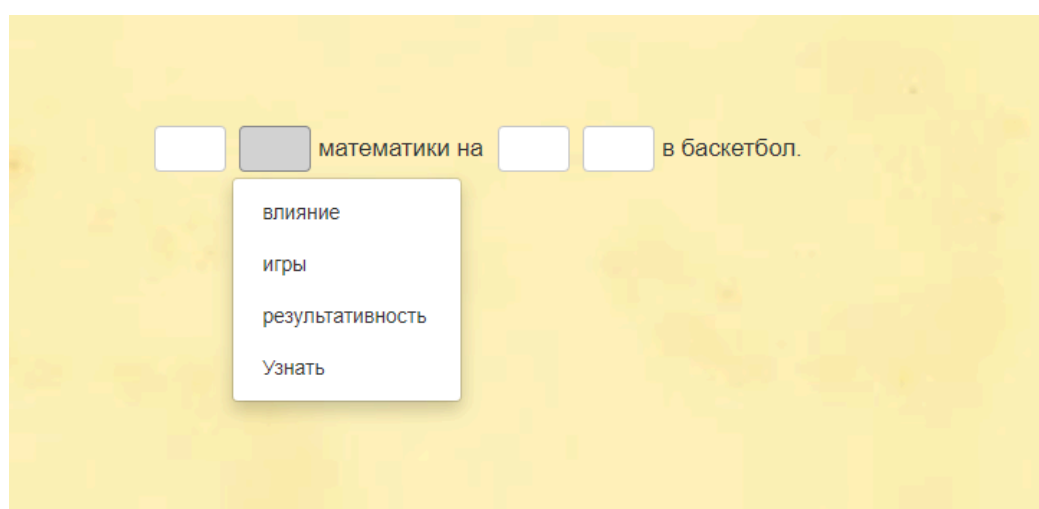 математики на в баскетбол.
влияние
игры
результативность
Узнать